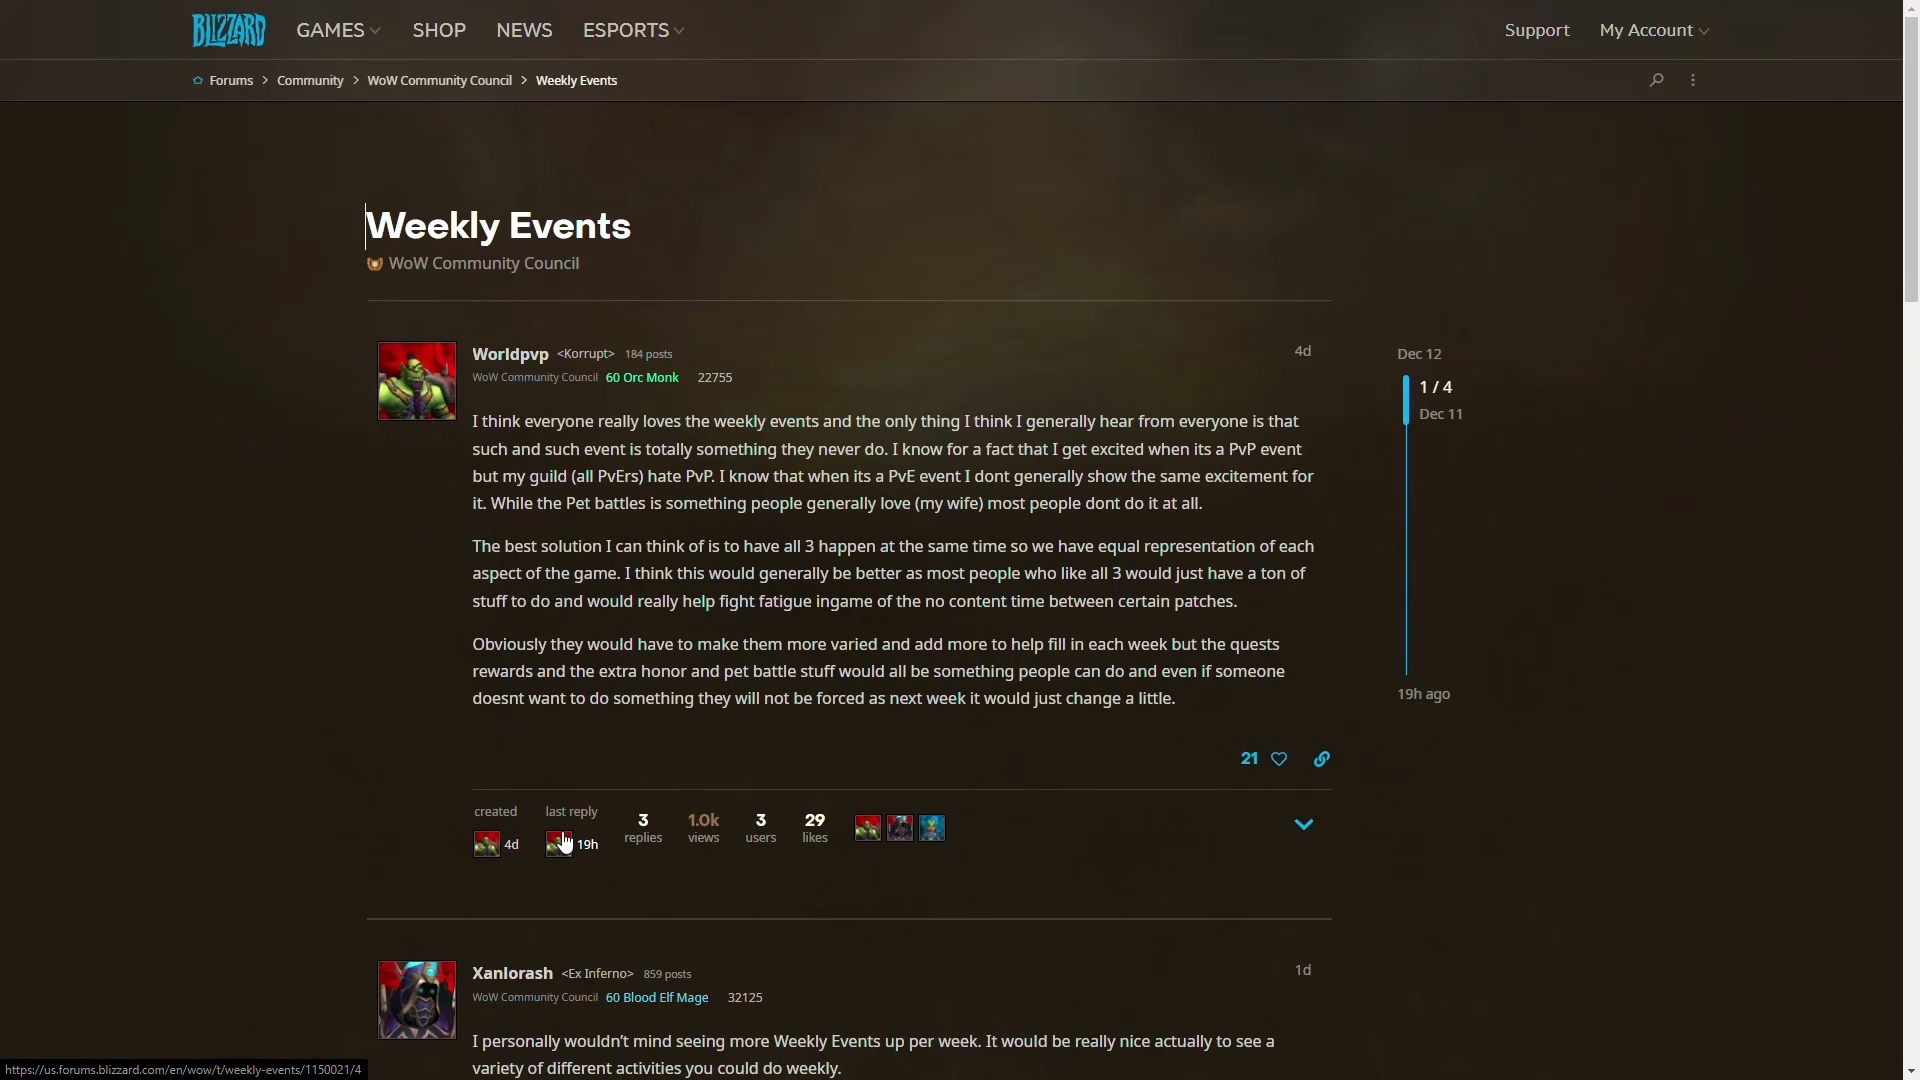 BLIZZARD GAMES SHOP NEWS ESPORTS Support My Account
Forums > Community > WoW Community Council > Weekly Events
Weekly Events
WoW Community Council
Worldpvp <Korrupt> 184 posts 4d
WoW Community Council 60 Orc Monk 22755
I think everyone really loves the weekly events and the only thing I think I generally hear from everyone is that
such and such event is totally something they never do. I know for a fact that I get excited when its a PvP event
but my guild (all PvErs) hate PvP. I know that when its a PvE event I dont generally show the same excitement for
it. While the Pet battles is something people generally love (my wife) most people dont do it at all.
The best solution I can think of is to have all 3 happen at the same time so we have equal representation of each
aspect of the game. I think this would generally be better as most people who like all 3 would just have a ton of
stuff to do and would really help fight fatigue ingame of the no content time between certain patches.
Obviously they would have to make them more varied and add more to help fill in each week but the quests
rewards and the extra honor and pet battle stuff would all be something people can do and even if someone
doesnt want to do something they will not be forced as next week it would just change a little.
Dec 12
1 / 4
Dec 11
19h ago
21
created last reply 3 1.0k 3 29
4d 19h replies views users likes
Xanlorash <Ex Inferno> 859 posts 1d
WoW Community Council 60 Blood Elf Mage 32125
I personally wouldn't mind seeing more Weekly Events up per week. It would be really nice actually to see a
variety of different activities you could do weekly.
https://us.forums.blizzard.com/en/wow/t/weekly-events/1150021/4